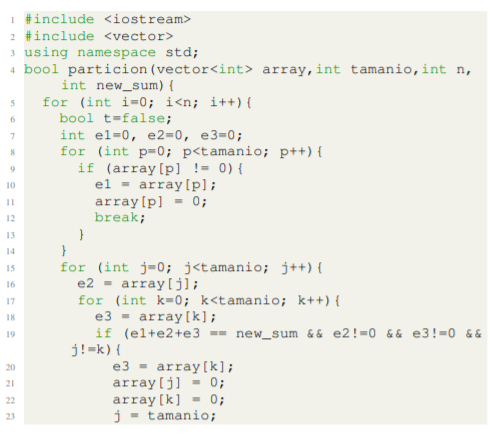 1 #include <iostream>
2 #include <vector>
3 using namespace std;
4 bool particion(vector<int> array,int tamanio,int n,
int new_sum){
5 for (int i=0; i<n; i++){
6 bool t=false;
7 int e1=0, e2=0, e3=0;
8 for (int p=0; p<tamanio; p++){
9 if (array[p] != 0){
10 e1 = array[p];
11 array[p] = 0;
12 break;
13 }
14 }
15 for (int j=0; j<tamanio; j++){
16 e2 = array[j];
17 for (int k=0; k<tamanio; k++){
18 e3 = array[k];
19 if (e1+e2+e3 == new_sum && e2!=0 && e3!=0 &&
j!=k){
20 e3 = array[k];
21 array[j] = 0;
22 array[k] = 0;
23 j = tamanio;